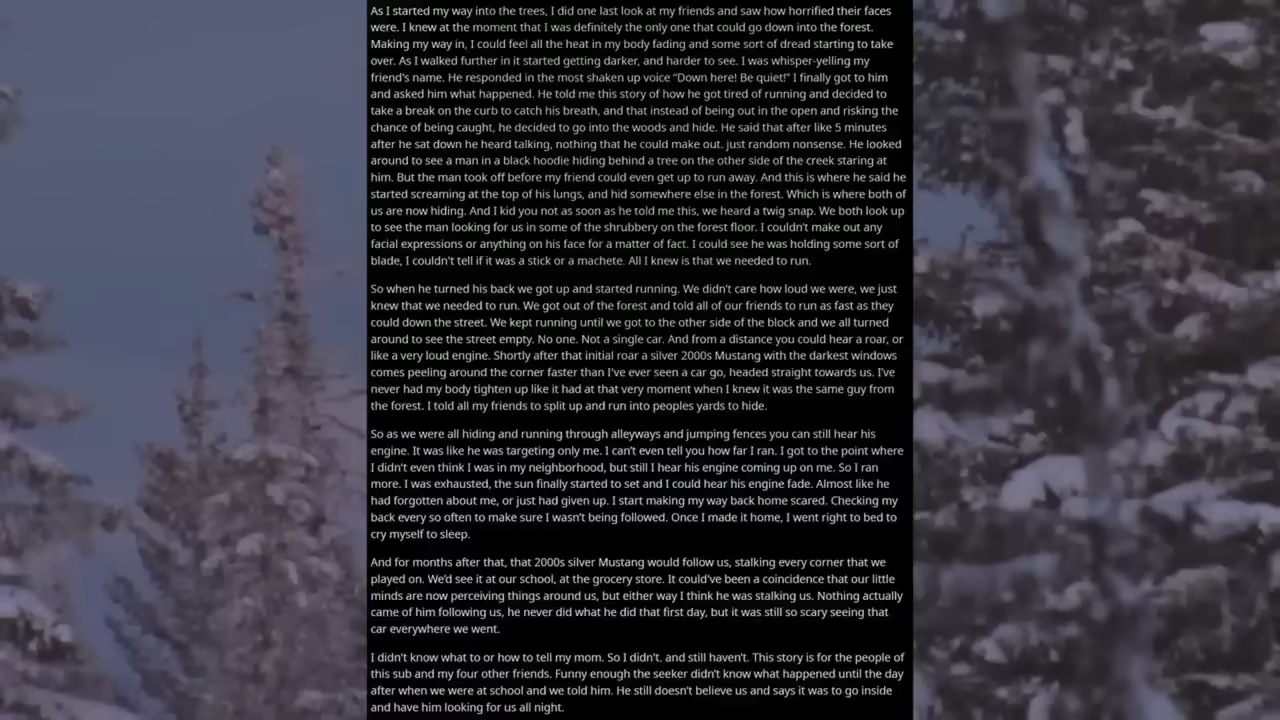 As I started my way into the trees, I did one last look at my friends and saw how horrified their faces
were. I knew at the moment that I was definitely the only one that could go down into the forest.
Making my way in, I could feel all the heat in my body fading and some sort of dread starting to take
over. As I walked further in it started getting darker, and harder to see. I was whisper-yelling my
friend's name. He responded in the most shaken up voice “Down here! Be quiet!” I finally got to him
and asked him what happened. He told me this story of how he got tired of running and decided to
take a break on the curb to catch his breath, and that instead of being out in the open and risking the
chance of being caught, he decided to go into the woods and hide. He said that after like 5 minutes
after he sat down he heard talking, nothing that he could make out. just random nonsense. He looked
around to see a man in a black hoodie hiding behind a tree on the other side of the creek staring at
him. But the man took off before my friend could even get up to run away. And this is where he said he
started screaming at the top of his lungs, and hid somewhere else in the forest. Which is where both of
us are now hiding. And I kid you not as soon as he told me this, we heard a twig snap. We both look up
to see the man looking for us in some of the shrubbery on the forest floor. I couldn’t make out any
facial expressions or anything on his face for a matter of fact. I could see he was holding some sort of
blade, I couldn't tell if it was a stick or a machete. All I knew is that we needed to run.
So when he turned his back we got up and started running. We didn’t care how loud we were, we just
knew that we needed to run. We got out of the forest and told all of our friends to run as fast as they
could down the street. We kept running until we got to the other side of the block and we all turned
around to see the street empty. No one. Not a single car. And from a distance you could hear a roar, or
like a very loud engine. Shortly after that initial roar a silver 2000s Mustang with the darkest windows
comes peeling around the corner faster than I've ever seen a car go, headed straight towards us. I’ve
never had my body tighten up like it had at that very moment when I knew it was the same guy from
the forest. I told all my friends to split up and run into peoples yards to hide.
So as we were all hiding and running through alleyways and jumping fences you can still hear his
engine. It was like he was targeting only me. I can’t even tell you how far I ran. I got to the point where
I didn't even think I was in my neighborhood, but still I hear his engine coming up on me. So I ran
more. I was exhausted, the sun finally started to set and I could hear his engine fade. Almost like he
had forgotten about me, or just had given up. I start making my way back home scared. Checking my
back every so often to make sure I wasn’t being followed. Once I made it home, I went right to bed to
cry myself to sleep.
And for months after that, that 2000s silver Mustang would follow us, stalking every corner that we
played on. We’d see it at our school, at the grocery store. It could've been a coincidence that our little
minds are now perceiving things around us, but either way I think he was stalking us. Nothing actually
came of him following us, he never did what he did that first day, but it was still so scary seeing that
car everywhere we went.
I didn't know what to or how to tell my mom. So I didn't. and still haven’t. This story is for the people of
this sub and my four other friends. Funny enough the seeker didn’t know what happened until the day
after when we were at school and we told him. He still doesn’t believe us and says it was to go inside
and have him looking for us all night.